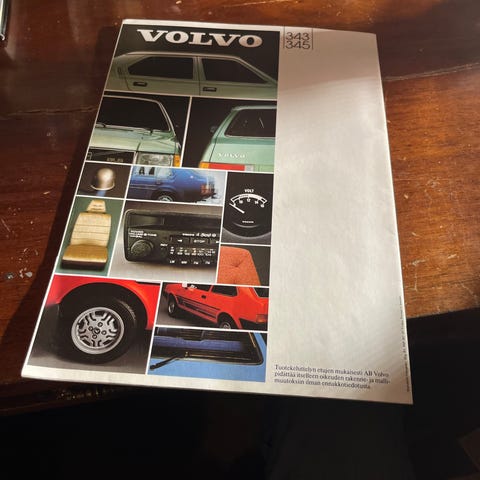 VOLVO
343
345
VOLVO
VOLT
STOP
Tuotekehittelyn etujen mukaisesti AB Volvo
pidättää itselleen oikeuden rakenne- ja malli-
muutoksiin ilman ennakkotiedotusta.